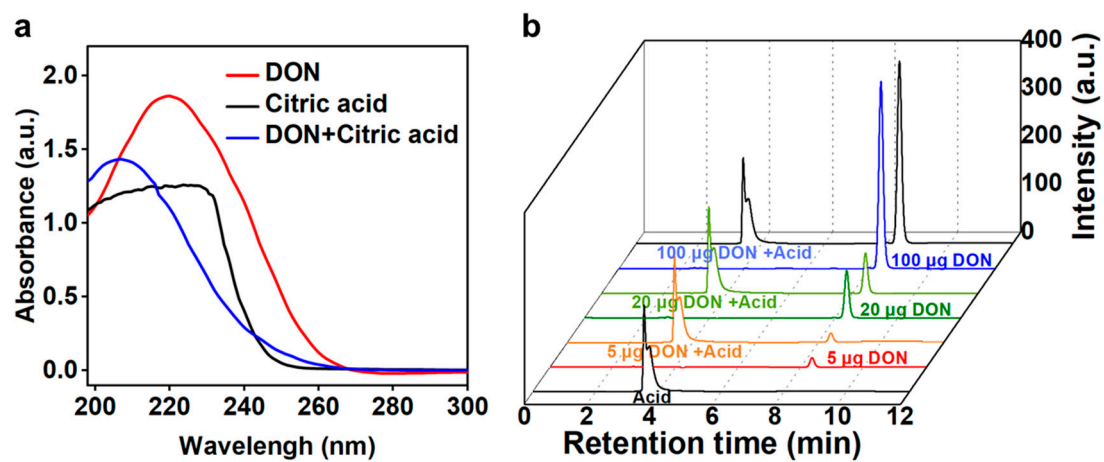 a
2.0
1.5
1.0
0.5
0.0
Absorbance (a.u.)
DON
Citric acid
DON+Citric acid
200 220 240 260 280 300
Wavelengh (nm)
b
400
300
200
100
0
Intensity (a.u.)
100 μg DON +Acid
100 μg DON
20 μg DON +Acid
20 μg DON
5 μg DON +Acid
5 μg DON
Acid
0 2 4 6 8 10 12
Retention time (min)